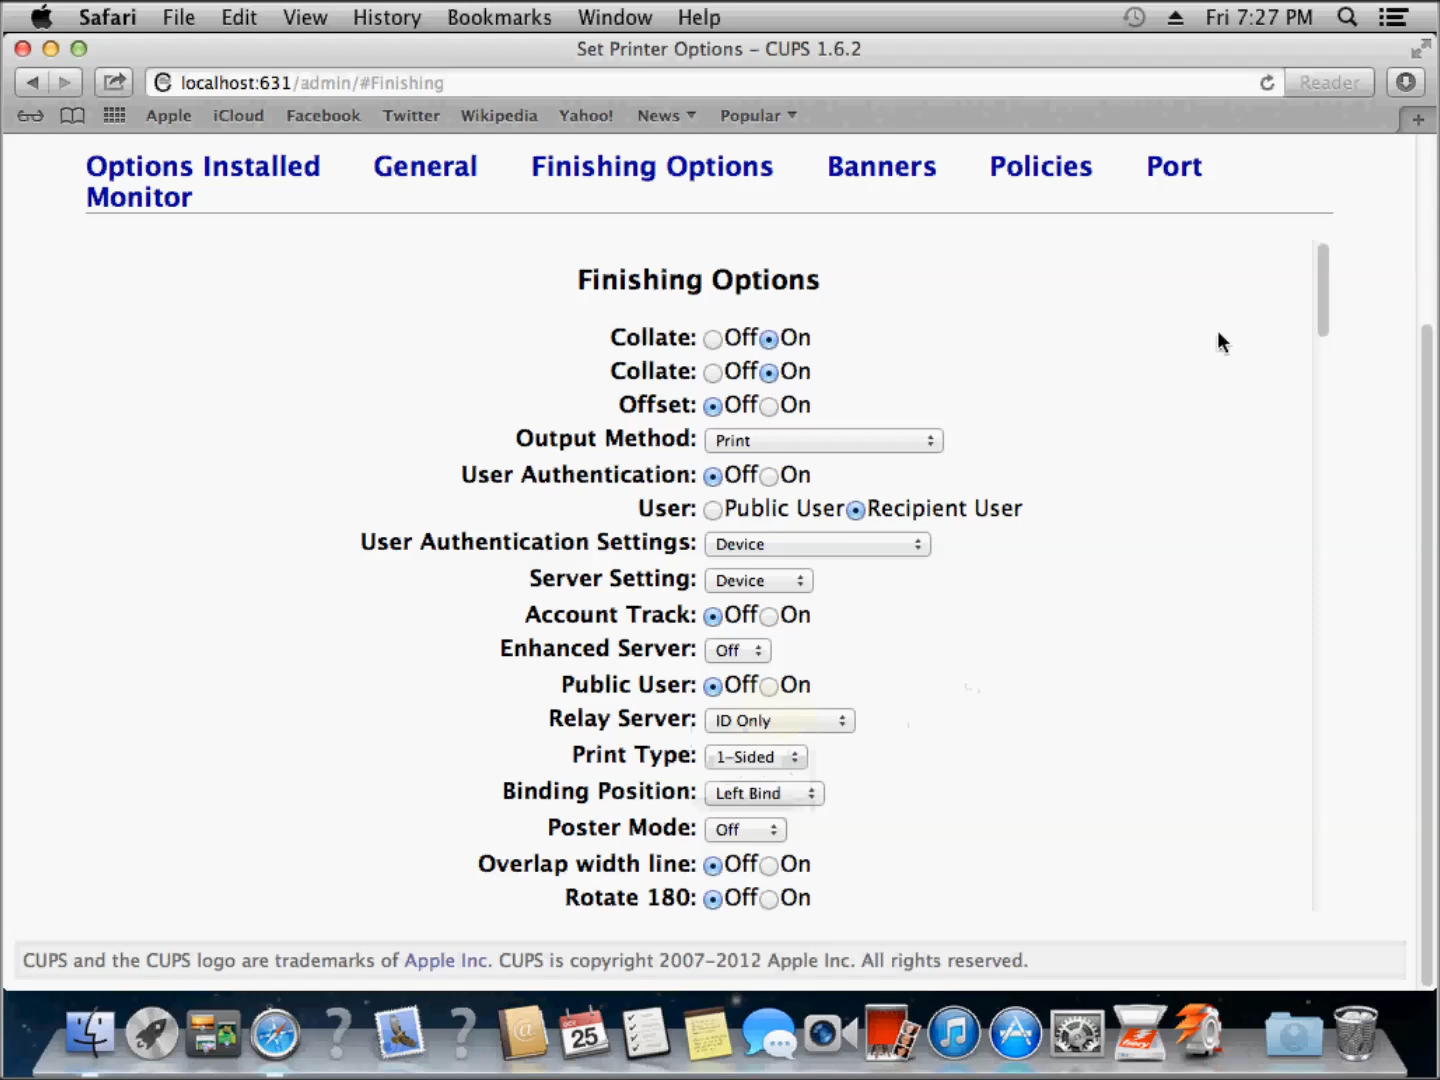 Safari File Edit View History Bookmarks Window Help Fri 7:27 PM
Set Printer Options – CUPS 1.6.2
localhost:631/admin/#Finishing Reader
Apple iCloud Facebook Twitter Wikipedia Yahoo! News Popular
Options Installed General Finishing Options Banners Policies Port
Monitor
Finishing Options
Collate: Off On
Collate: Off On
Offset: Off On
Output Method: Print
User Authentication: Off On
User: Public User Recipient User
User Authentication Settings: Device
Server Setting: Device
Account Track: Off On
Enhanced Server: Off
Public User: Off On
Relay Server: ID Only
Print Type: 1-Sided
Binding Position: Left Bind
Poster Mode: Off
Overlap width line: Off On
Rotate 180: Off On
CUPS and the CUPS logo are trademarks of Apple Inc. CUPS is copyright 2007-2012 Apple Inc. All rights reserved.
OCT
25
fiery